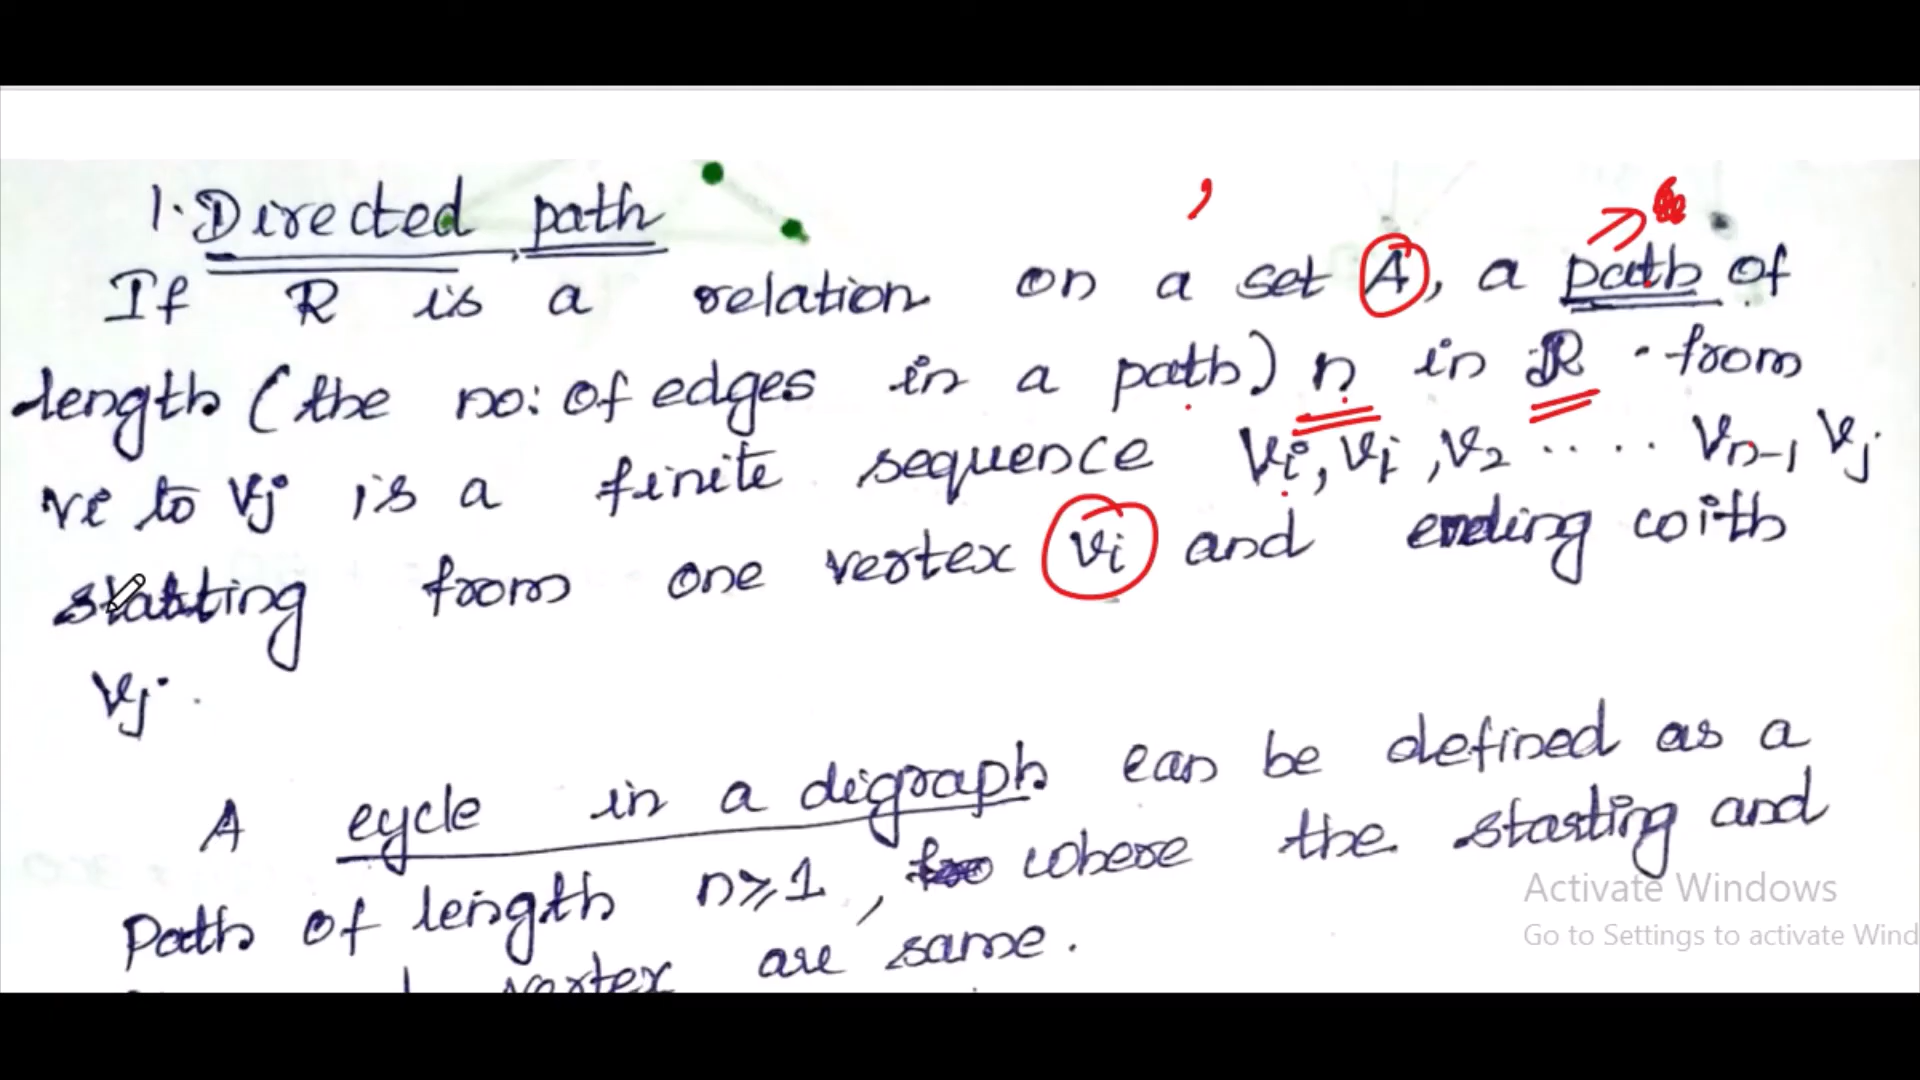 1. Directed path
If R is a relation on a set A, a path of
length (the no: of edges in a path) n in R from
vi to vj is a finite sequence vi, vi, v2 ..... vn-1 vj
starting from one vertex vi and ending with
vj.
A cycle in a digraph can be defined as a
Path of length n⩾1, where the starting and
vertex are same.
Activate Windows
Go to Settings to activate Wind